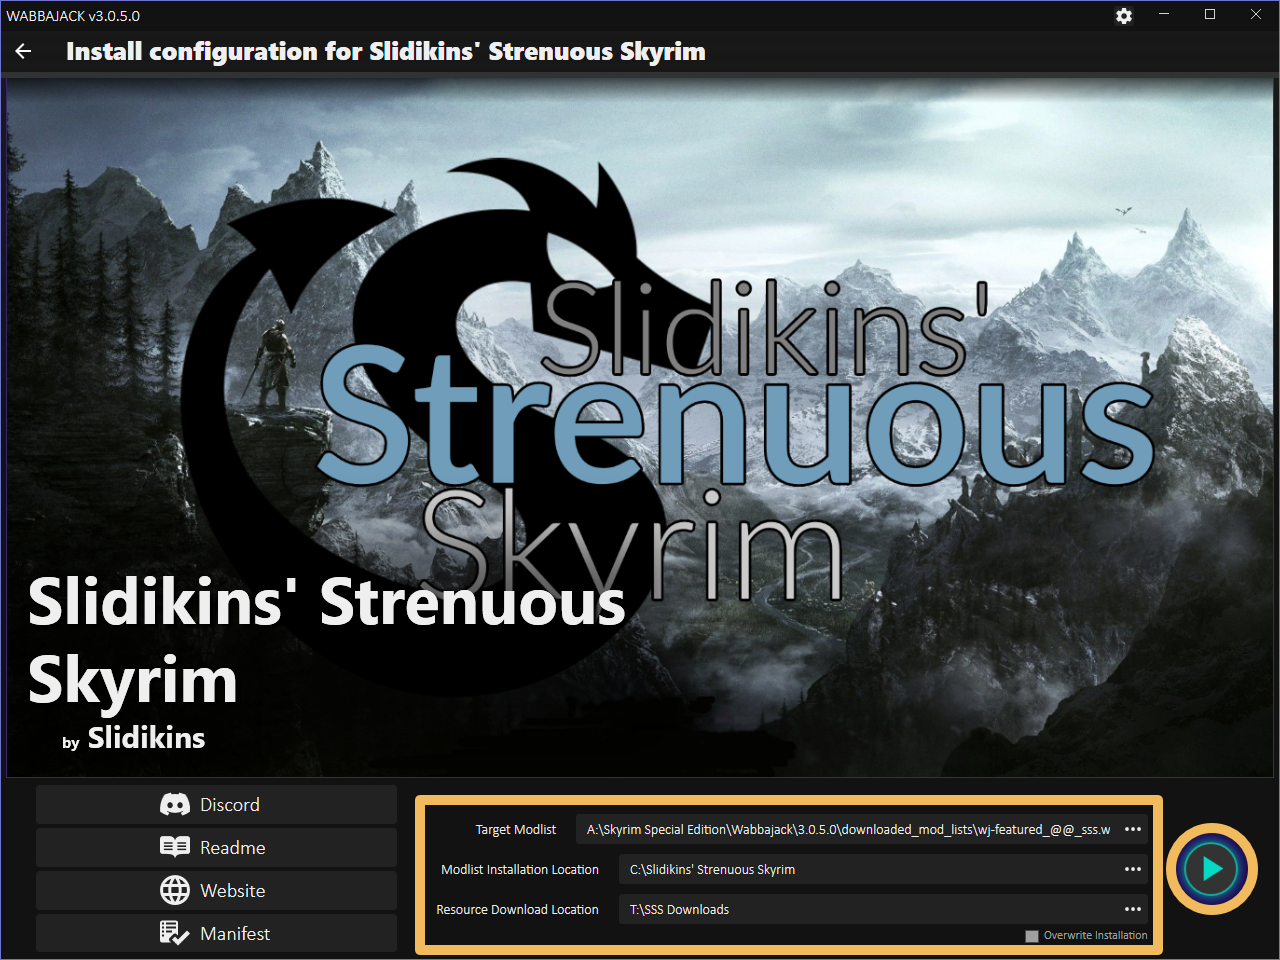 WABBAJACK v3.0.5.0
Install configuration for Slidikins' Strenuous Skyrim
Slidikins'
Strenuous
Skyrim
Slidikins' Strenuous
Skyrim
by Slidikins
Discord
Readme
Website
Manifest
Target Modlist A:\Skyrim Special Edition\Wabbajack\3.0.5.0\downloaded_mod_lists\wj-featured_@@_sss.w
Modlist Installation Location C:\Slidikins' Strenuous Skyrim
Resource Download Location T:\SSS Downloads
Overwrite Installation